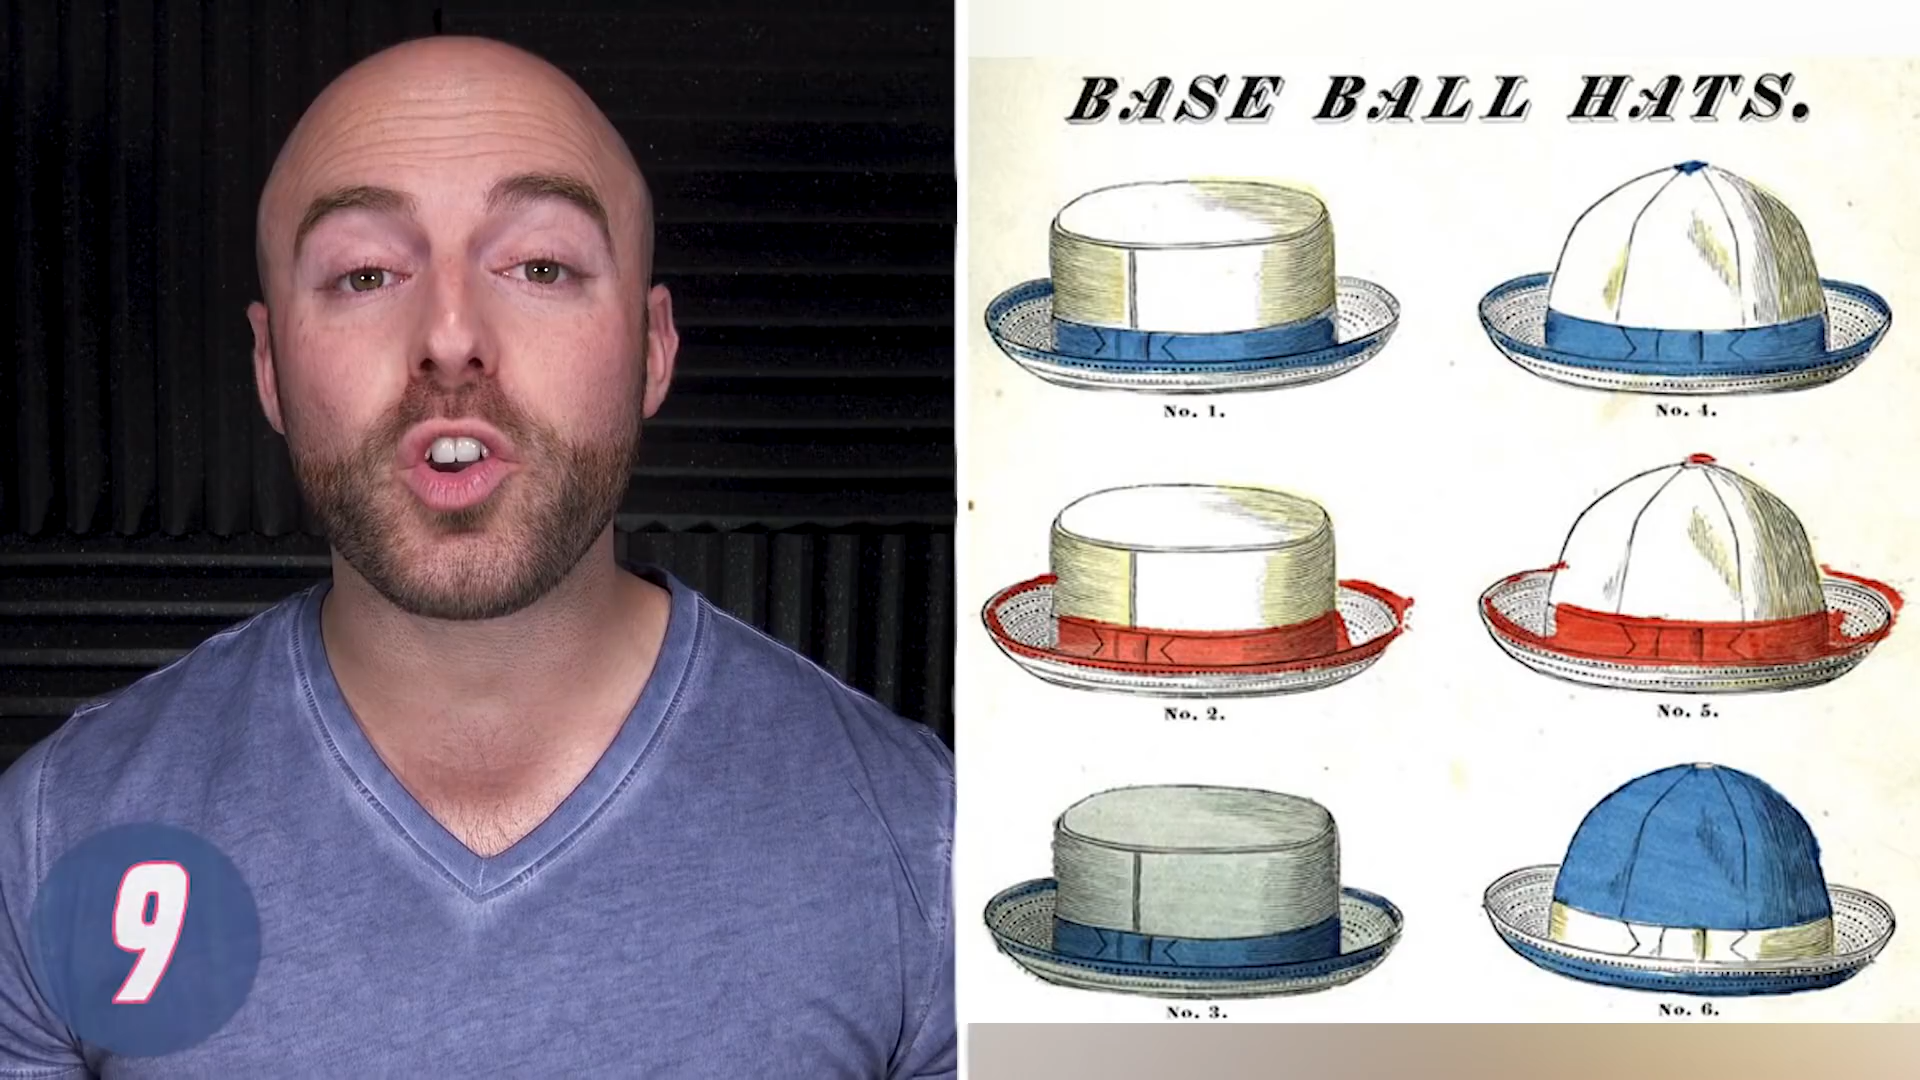 9
BASE BALL HATS.
No. 1.
No. 4.
No. 2.
No. 5.
No. 3.
No. 6.